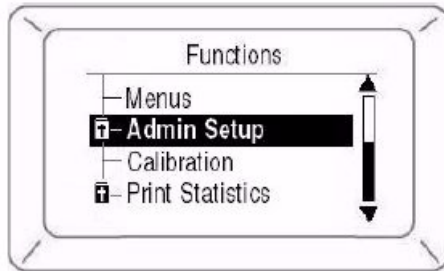 Functions
Menus
Admin Setup
Calibration
Print Statistics